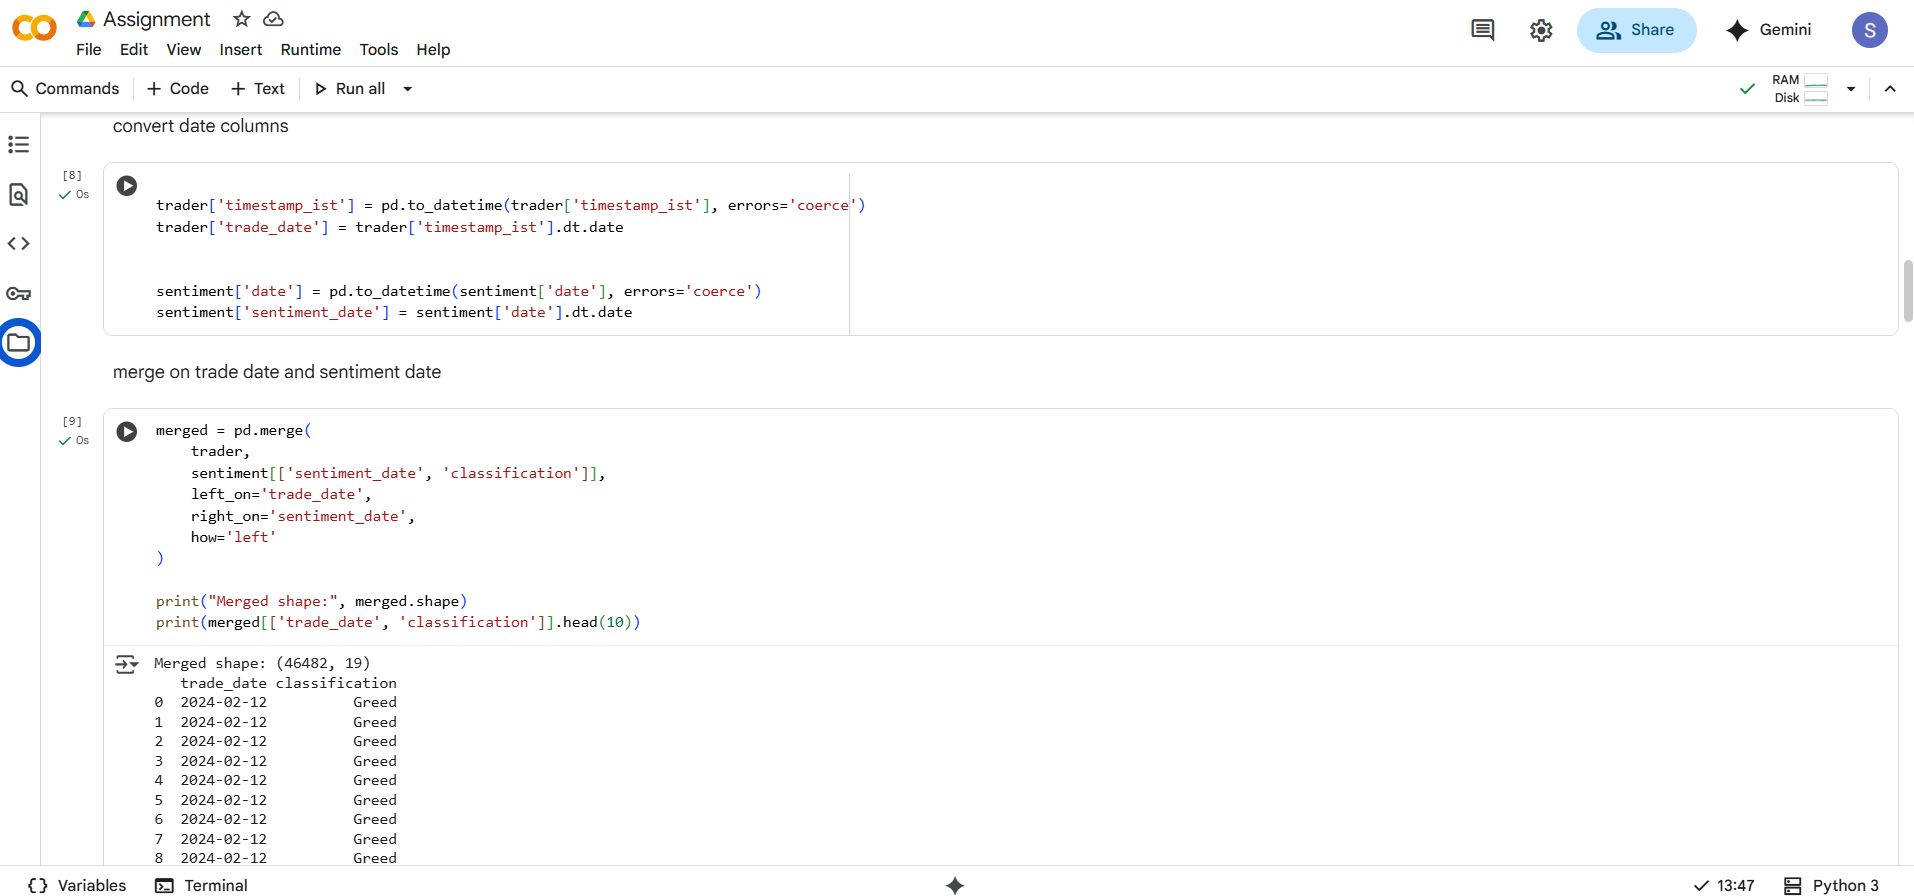 Assignment
File Edit View Insert Runtime Tools Help
Share
Gemini
S
Commands + Code + Text Run all
RAM
Disk
convert date columns
[8]
0s
trader['timestamp_ist'] = pd.to_datetime(trader['timestamp_ist'], errors='coerce')
trader['trade_date'] = trader['timestamp_ist'].dt.date
sentiment['date'] = pd.to_datetime(sentiment['date'], errors='coerce')
sentiment['sentiment_date'] = sentiment['date'].dt.date
merge on trade date and sentiment date
[9]
0s
merged = pd.merge(
    trader,
    sentiment[['sentiment_date', 'classification']],
    left_on='trade_date',
    right_on='sentiment_date',
    how='left'
)
print("Merged shape:", merged.shape)
print(merged[['trade_date', 'classification']].head(10))
Merged shape: (46482, 19)
   trade_date classification
0  2024-02-12          Greed
1  2024-02-12          Greed
2  2024-02-12          Greed
3  2024-02-12          Greed
4  2024-02-12          Greed
5  2024-02-12          Greed
6  2024-02-12          Greed
7  2024-02-12          Greed
8  2024-02-12          Greed
{} Variables Terminal
13:47 Python 3